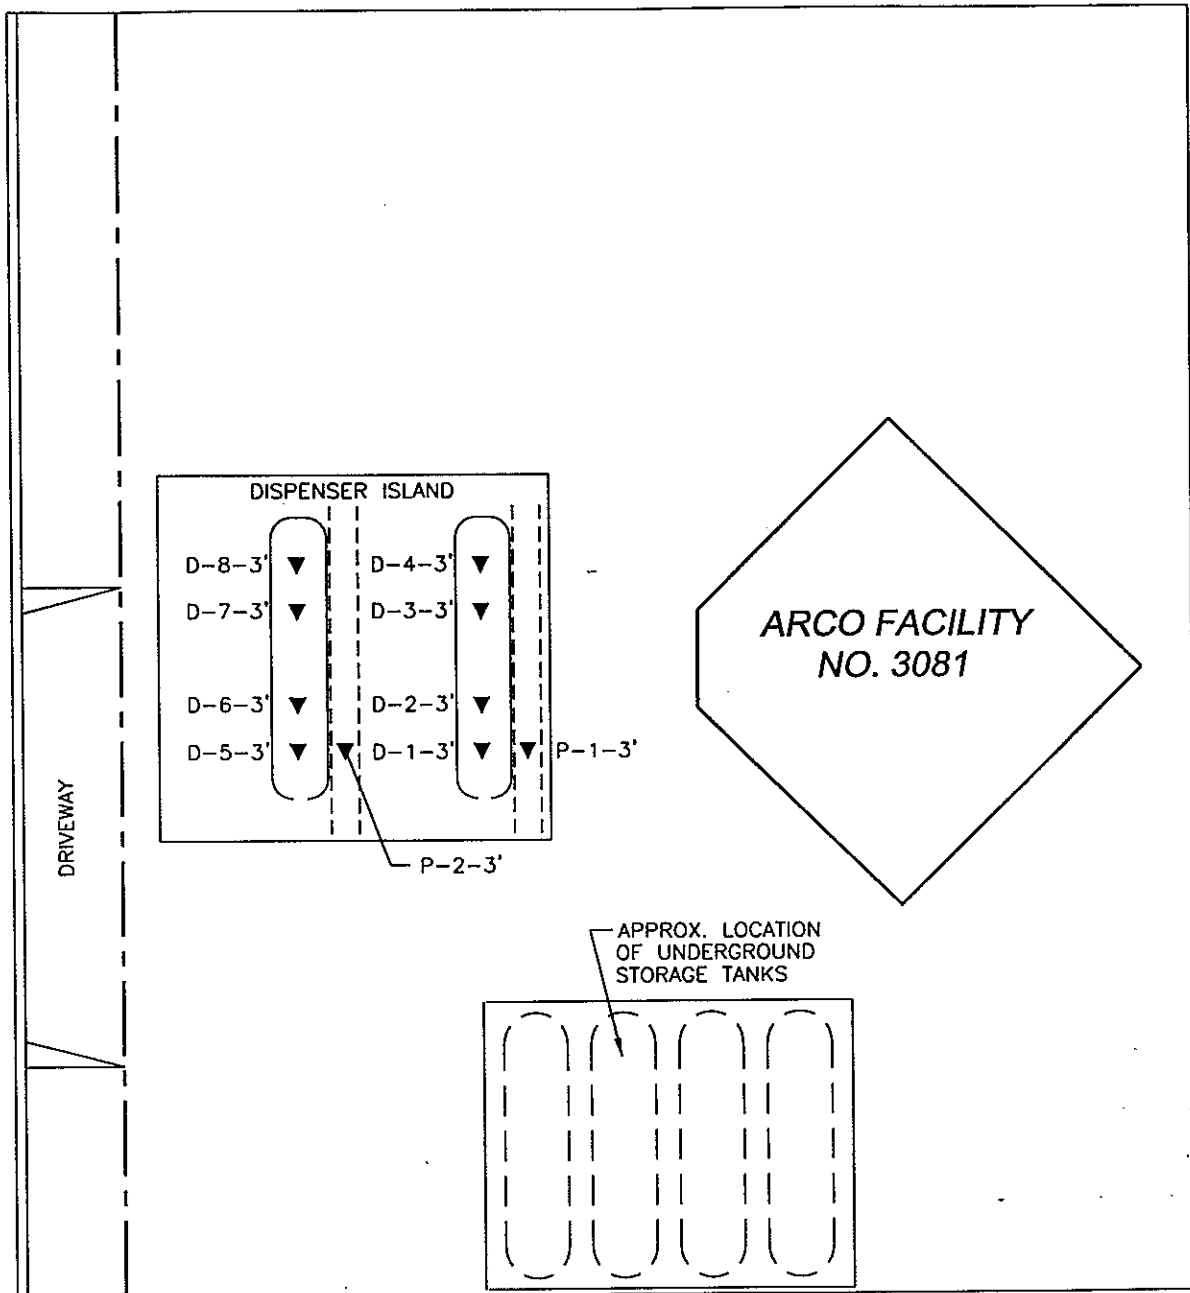 DISPENSER ISLAND
D-8-3'
D-4-3'
D-7-3'
D-3-3'
D-6-3'
D-2-3'
D-5-3'
D-1-3'
P-1-3'
P-2-3'
ARCO FACILITY
NO. 3081
DRIVEWAY
APPROX. LOCATION
OF UNDERGROUND
STORAGE TANKS